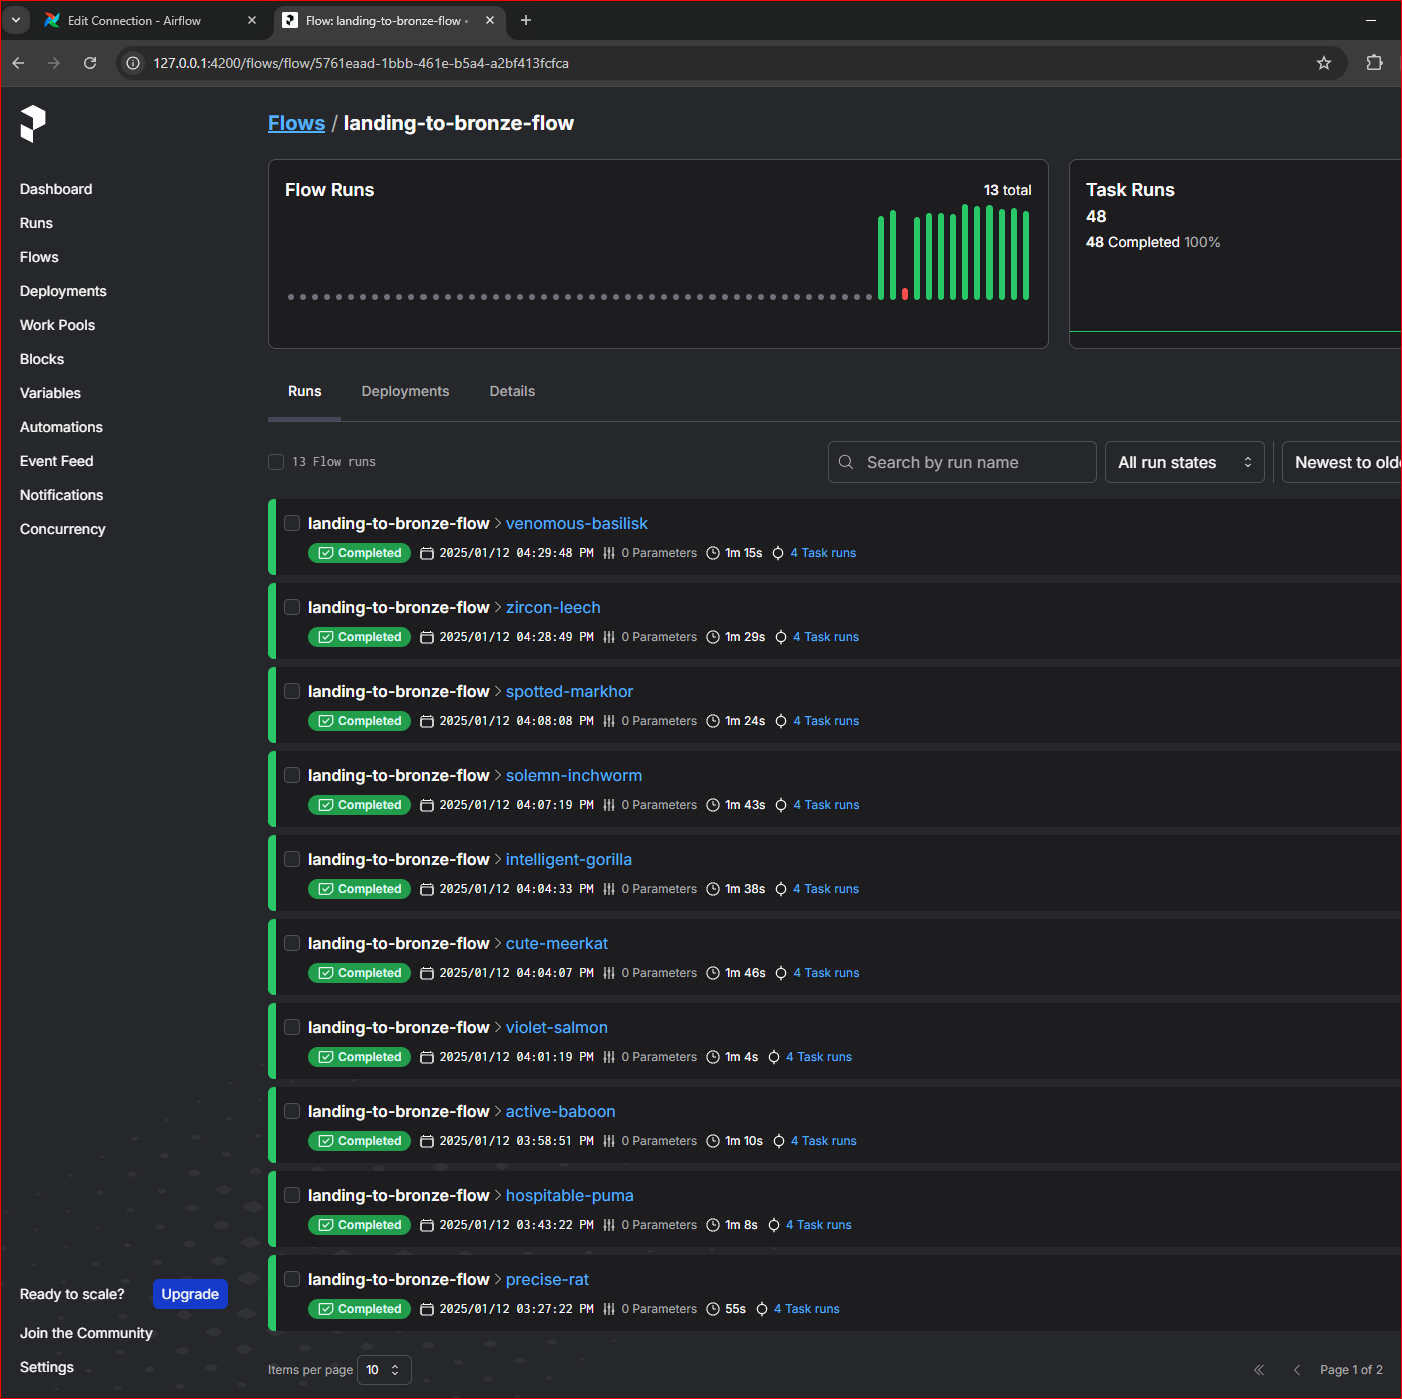 Edit Connection - Airflow
Flow: landing-to-bronze-flow •
127.0.0.1:4200/flows/flow/5761eaad-1bbb-461e-b5a4-a2bf413fcfca
Dashboard
Runs
Flows
Deployments
Work Pools
Blocks
Variables
Automations
Event Feed
Notifications
Concurrency
Ready to scale? Upgrade
Join the Community
Settings
Flows / landing-to-bronze-flow
Flow Runs 13 total
Task Runs
48
48 Completed 100%
Runs Deployments Details
13 Flow runs Search by run name All run states Newest to olde
landing-to-bronze-flow > venomous-basilisk
Completed 2025/01/12 04:29:48 PM 0 Parameters 1m 15s 4 Task runs
landing-to-bronze-flow > zircon-leech
Completed 2025/01/12 04:28:49 PM 0 Parameters 1m 29s 4 Task runs
landing-to-bronze-flow > spotted-markhor
Completed 2025/01/12 04:08:08 PM 0 Parameters 1m 24s 4 Task runs
landing-to-bronze-flow > solemn-inchworm
Completed 2025/01/12 04:07:19 PM 0 Parameters 1m 43s 4 Task runs
landing-to-bronze-flow > intelligent-gorilla
Completed 2025/01/12 04:04:33 PM 0 Parameters 1m 38s 4 Task runs
landing-to-bronze-flow > cute-meerkat
Completed 2025/01/12 04:04:07 PM 0 Parameters 1m 46s 4 Task runs
landing-to-bronze-flow > violet-salmon
Completed 2025/01/12 04:01:19 PM 0 Parameters 1m 4s 4 Task runs
landing-to-bronze-flow > active-baboon
Completed 2025/01/12 03:58:51 PM 0 Parameters 1m 10s 4 Task runs
landing-to-bronze-flow > hospitable-puma
Completed 2025/01/12 03:43:22 PM 0 Parameters 1m 8s 4 Task runs
landing-to-bronze-flow > precise-rat
Completed 2025/01/12 03:27:22 PM 0 Parameters 55s 4 Task runs
Items per page 10 Page 1 of 2